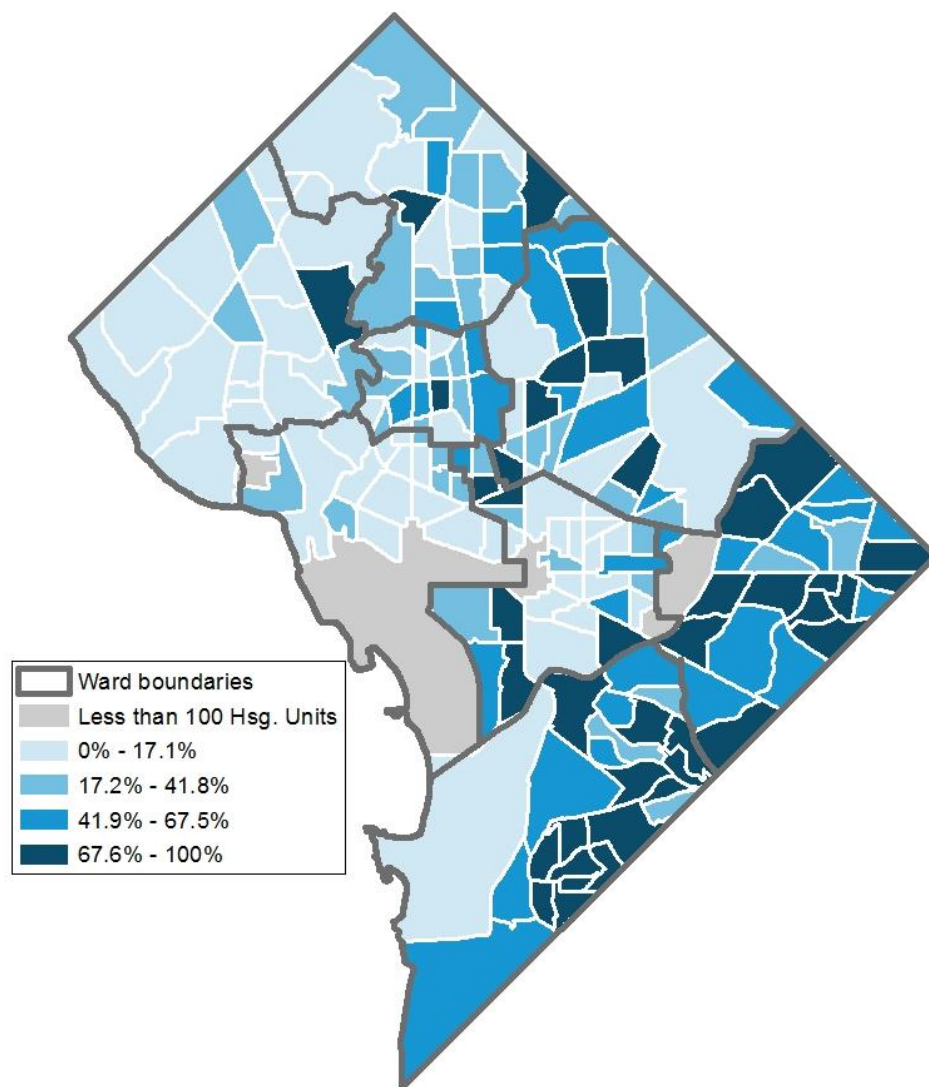 Ward boundaries
Less than 100 Hsg. Units
0% - 17.1%
17.2% - 41.8%
41.9% - 67.5%
67.6% - 100%